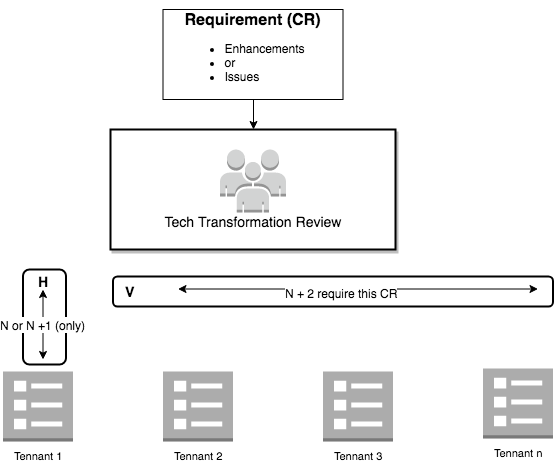 Requirement (CR)
• Enhancements
• or
• Issues
Tech Transformation Review
H
N or N +1 (only)
V
N + 2 require this CR
Tennant 1
Tennant 2
Tennant 3
Tennant n